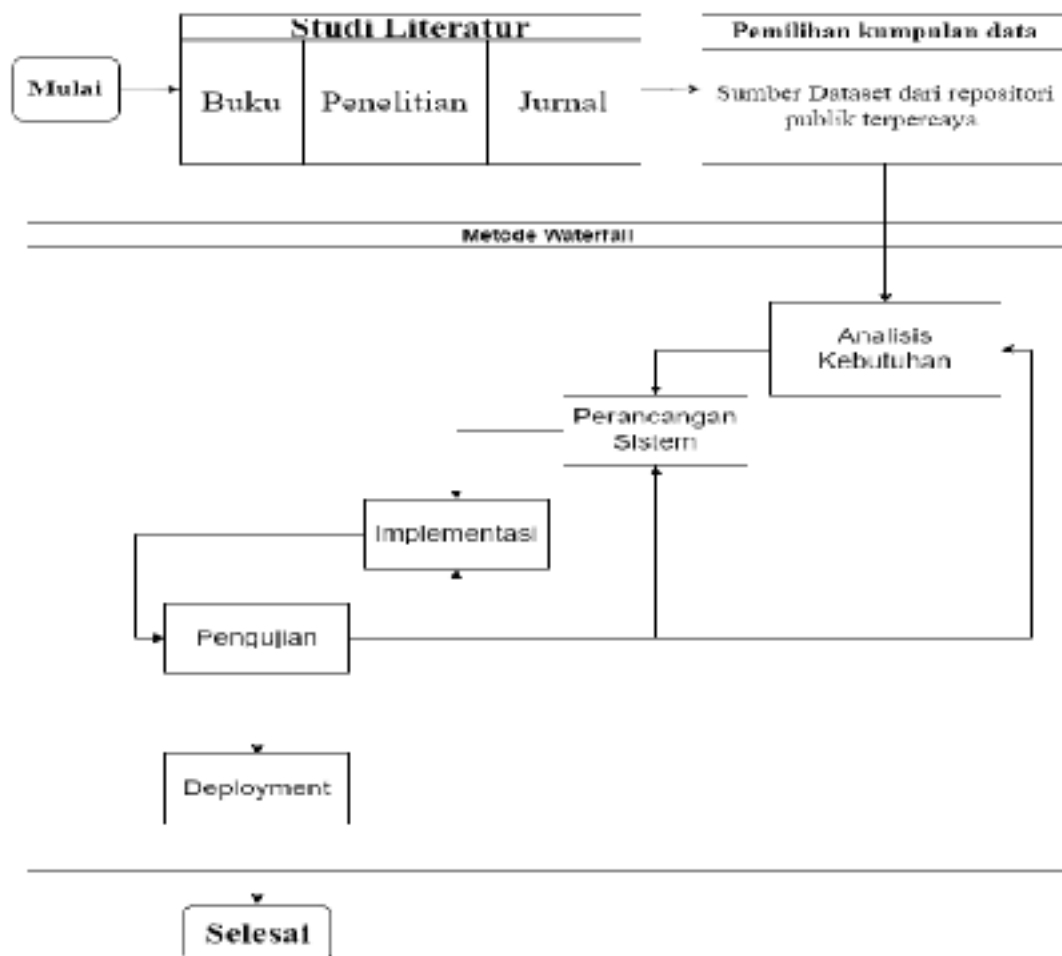 Studi Literatur
Pemilihan kumpulan data
Mulai
Buku
Penelitian
Jurnal
Sumber Dataset dari repositori
publik terpercaya
Metode Waterfall
Analisis
Kebutuhan
Perancangan
Sistem
Implementasi
Pengujian
Deployment
Selesai